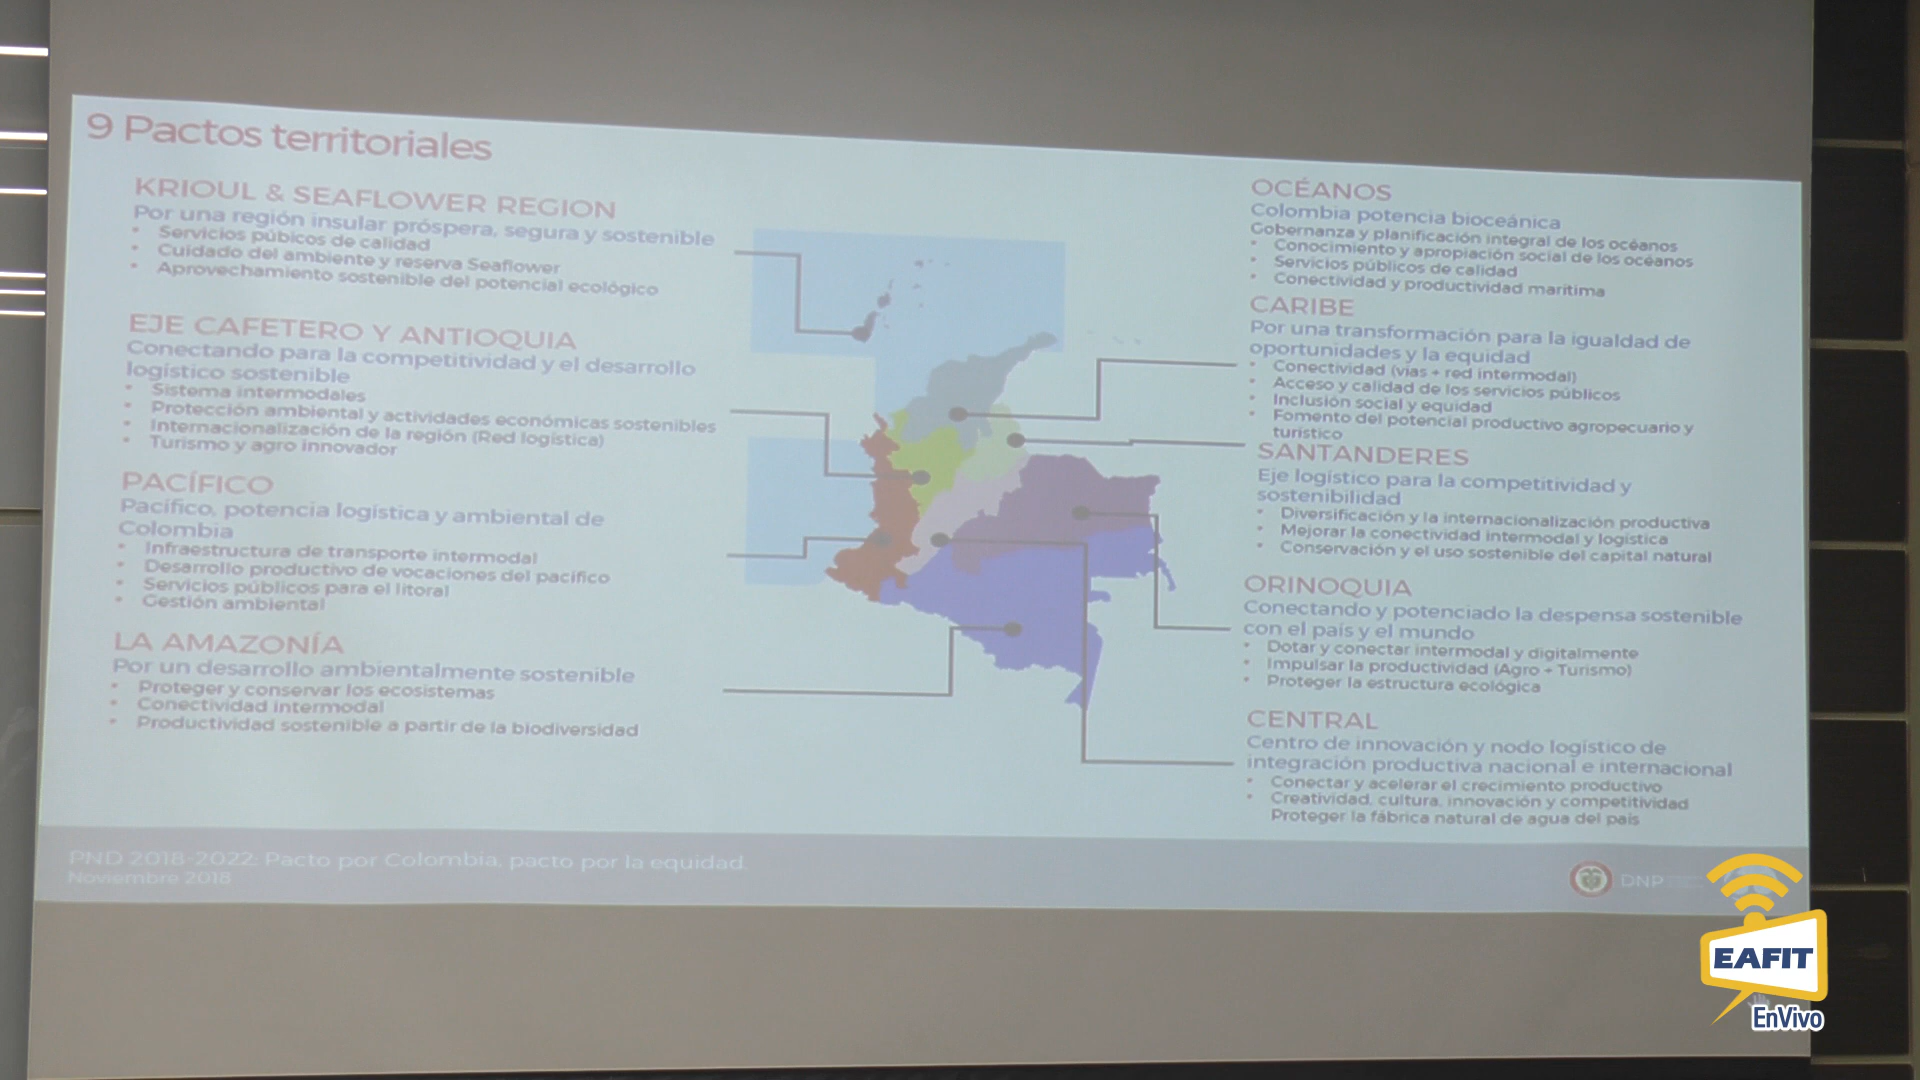 9 Pactos territoriales
KRIOUL & SEAFLOWER REGION
Por una región insular próspera, segura y sostenible
• Servicios púbicos de calidad
• Cuidado del ambiente y reserva Seaflower
• Aprovechamiento sostenible del potencial ecológico
EJE CAFETERO Y ANTIOQUIA
Conectando para la competitividad y el desarrollo
logístico sostenible
• Sistema intermodales
• Protección ambiental y actividades económicas sostenibles
• Internacionalización de la región (Red logística)
• Turismo y agro innovador
PACÍFICO
Pacífico, potencia logística y ambiental de
Colombia
• Infraestructura de transporte intermodal
• Desarrollo productivo de vocaciones del pacífico
• Servicios públicos para el litoral
• Gestión ambiental
LA AMAZONÍA
Por un desarrollo ambientalmente sostenible
• Proteger y conservar los ecosistemas
• Conectividad intermodal
• Productividad sostenible a partir de la biodiversidad
OCÉANOS
Colombia potencia bioceánica
Gobernanza y planificación integral de los océanos
• Conocimiento y apropiación social de los océanos
• Servicios públicos de calidad
• Conectividad y productividad marítima
CARIBE
Por una transformación para la igualdad de
oportunidades y la equidad
• Conectividad (vías + red intermodal)
• Acceso y calidad de los servicios públicos
• Inclusión social y equidad
• Fomento del potencial productivo agropecuario y
turístico
SANTANDERES
Eje logístico para la competitividad y
sostenibilidad
• Diversificación y la internacionalización productiva
• Mejorar la conectividad intermodal y logística
• Conservación y el uso sostenible del capital natural
ORINOQUIA
Conectando y potenciado la despensa sostenible
con el país y el mundo
• Dotar y conectar intermodal y digitalmente
• Impulsar la productividad (Agro + Turismo)
• Proteger la estructura ecológica
CENTRAL
Centro de innovación y nodo logístico de
integración productiva nacional e internacional
• Conectar y acelerar el crecimiento productivo
• Creatividad, cultura, innovación y competitividad
Proteger la fábrica natural de agua del país
PND 2018-2022: Pacto por Colombia, pacto por la equidad
Noviembre 2018
DNP
EAFIT
EnVivo